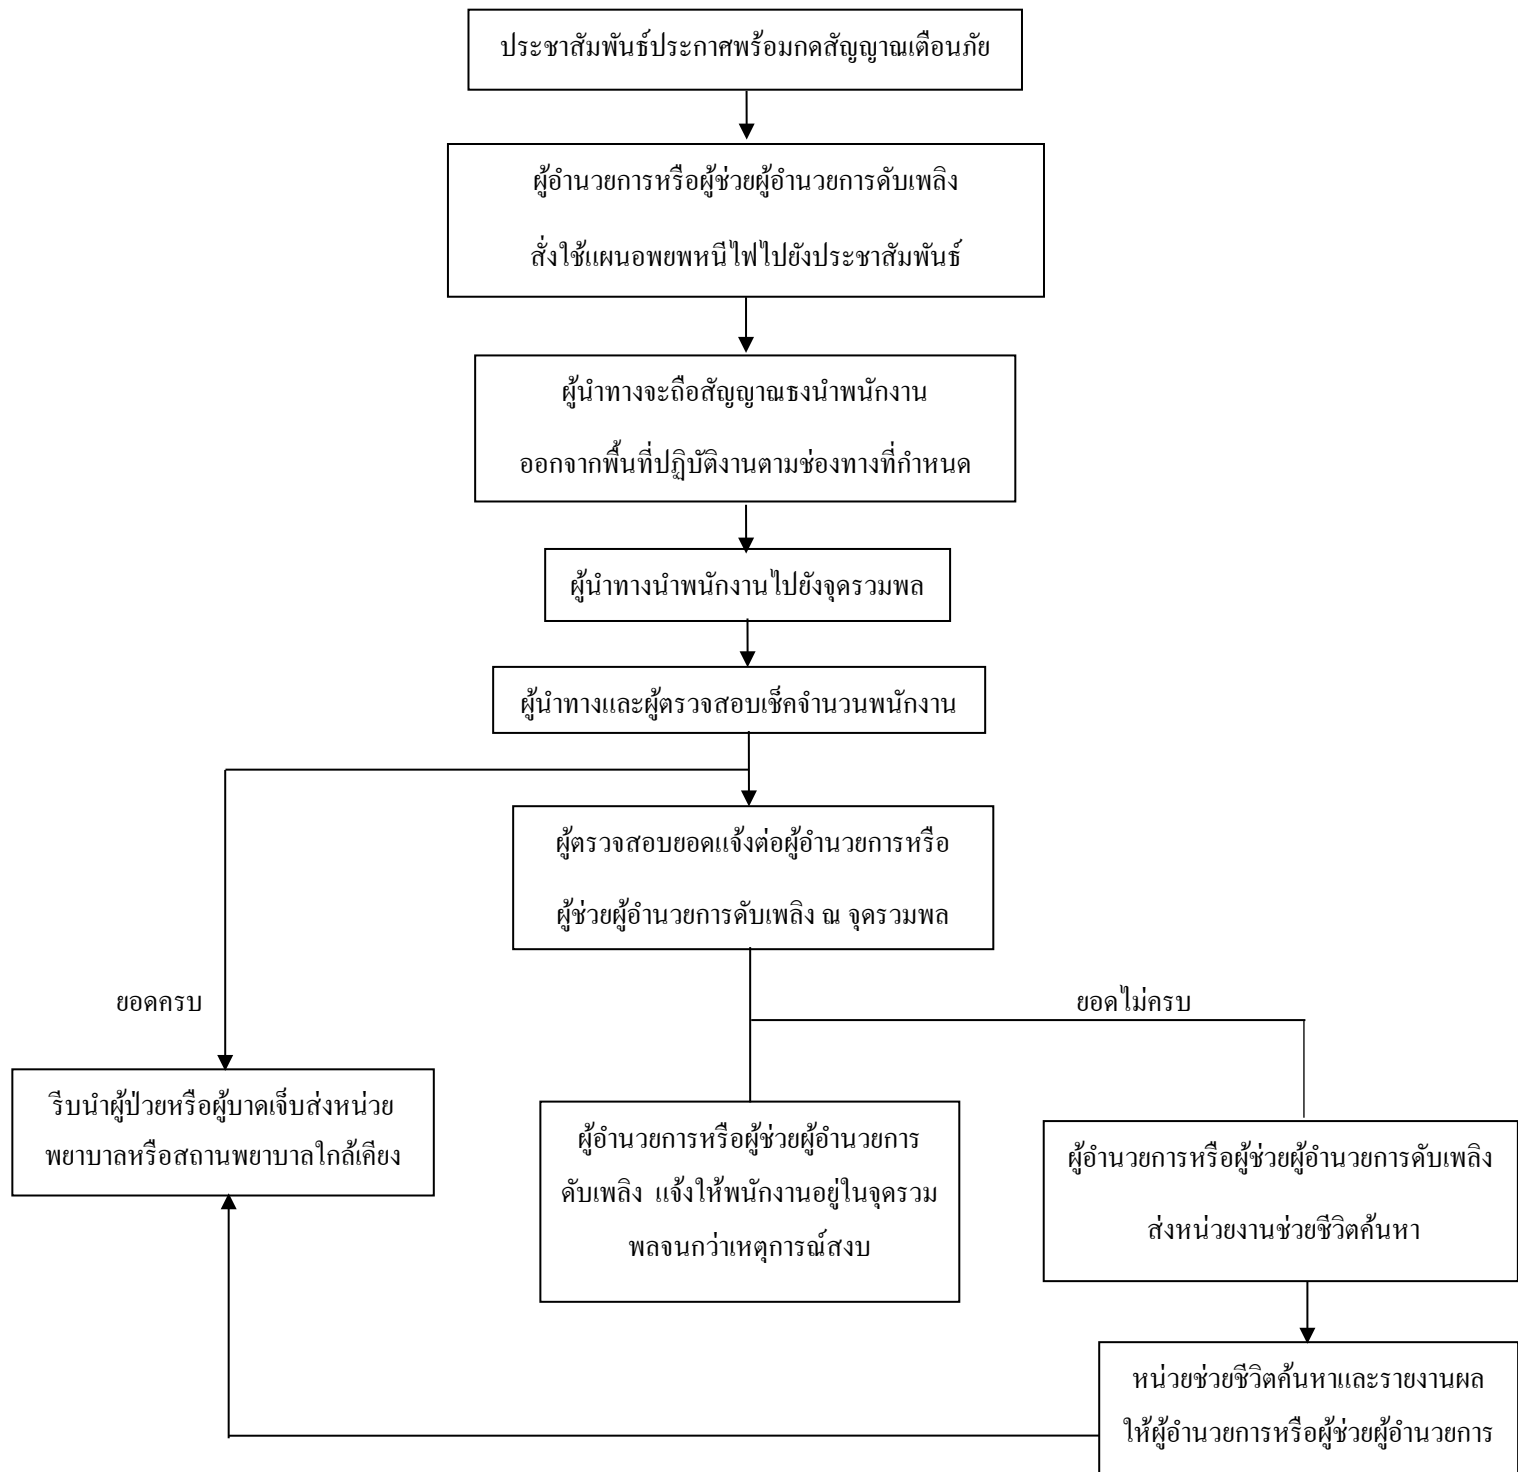 ประชาสัมพันธ์ประกาศพร้อมกดสัญญาณเตือนภัย
ผู้อำนวยการหรือผู้ช่วยผู้อำนวยการดับเพลิง
สั่งใช้แผนอพยพหนีไฟไปยังประชาสัมพันธ์
ผู้นำทางจะถือสัญญาณธงนำพนักงาน
ออกจากพื้นที่ปฏิบัติงานตามช่องทางที่กำหนด
ผู้นำทางนำพนักงานไปยังจุดรวมพล
ผู้นำทางและผู้ตรวจสอบเช็คจำนวนพนักงาน
ผู้ตรวจสอบยอดแจ้งต่อผู้อำนวยการหรือ
ผู้ช่วยผู้อำนวยการดับเพลิง ณ จุดรวมพล
ยอดครบ
ยอดไม่ครบ
รีบนำผู้ป่วยหรือผู้บาดเจ็บส่งหน่วย
พยาบาลหรือสถานพยาบาลใกล้เคียง
ผู้อำนวยการหรือผู้ช่วยผู้อำนวยการ
ดับเพลิง แจ้งให้พนักงานอยู่ในจุดรวม
พลจนกว่าเหตุการณ์สงบ
ผู้อำนวยการหรือผู้ช่วยผู้อำนวยการดับเพลิง
ส่งหน่วยงานช่วยชีวิตค้นหา
หน่วยช่วยชีวิตค้นหาและรายงานผล
ให้ผู้อำนวยการหรือผู้ช่วยผู้อำนวยการ